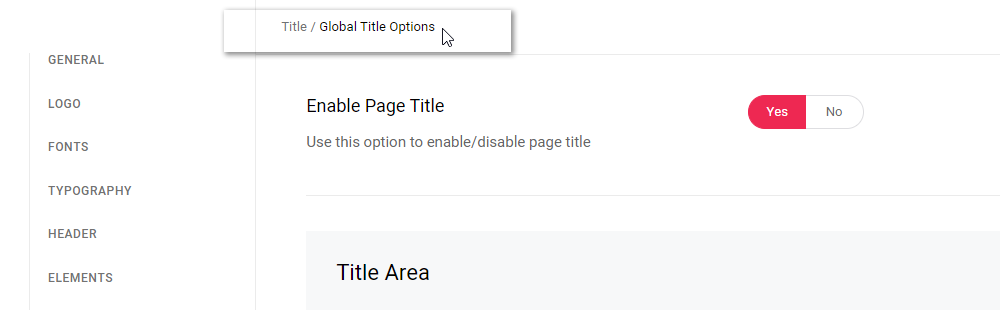 Title / Global Title Options
GENERAL
LOGO
FONTS
TYPOGRAPHY
HEADER
ELEMENTS
Enable Page Title
Yes No
Use this option to enable/disable page title
Title Area